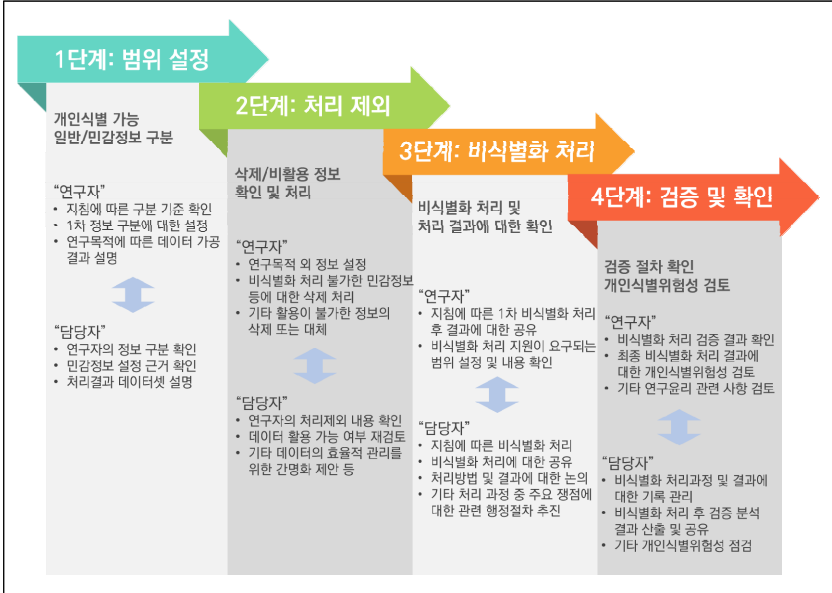 1단계: 범위 설정
개인식별 가능
일반/민감정보 구분
“연구자”
• 지침에 따른 구분 기준 확인
• 1차 정보 구분에 대한 설정
• 연구목적에 따른 데이터 가공
결과 설명
“담당자”
• 연구자의 정보 구분 확인
• 민감정보 설정 근거 확인
• 처리결과 데이터셋 설명
2단계: 처리 제외
삭제/비활용 정보
확인 및 처리
“연구자”
• 연구목적 외 정보 설정
• 비식별화 처리 불가한 민감정보
등에 대한 삭제 처리
• 기타 활용이 불가한 정보의
삭제 또는 대체
“담당자”
• 연구자의 처리제외 내용 확인
• 데이터 활용 가능 여부 재검토
• 기타 데이터의 효율적 관리를
위한 간명화 제안 등
3단계: 비식별화 처리
비식별화 처리 및
처리 결과에 대한 확인
“연구자”
• 지침에 따른 1차 비식별화 처리
후 결과에 대한 공유
• 비식별화 처리 지원이 요구되는
범위 설정 및 내용 확인
“담당자”
• 지침에 따른 비식별화 처리
• 비식별화 처리에 대한 공유
• 처리방법 및 결과에 대한 논의
• 기타 처리 과정 중 주요 쟁점에
대한 관련 행정절차 추진
4단계: 검증 및 확인
검증 절차 확인
개인식별위험성 검토
“연구자”
• 비식별화 처리 검증 결과 확인
• 최종 비식별화 처리 결과에
대한 개인식별위험성 검토
• 기타 연구윤리 관련 사항 검토
“담당자”
• 비식별화 처리과정 및 결과에
대한 기록 관리
• 비식별화 처리 후 검증 분석
결과 산출 및 공유
• 기타 개인식별위험성 점검